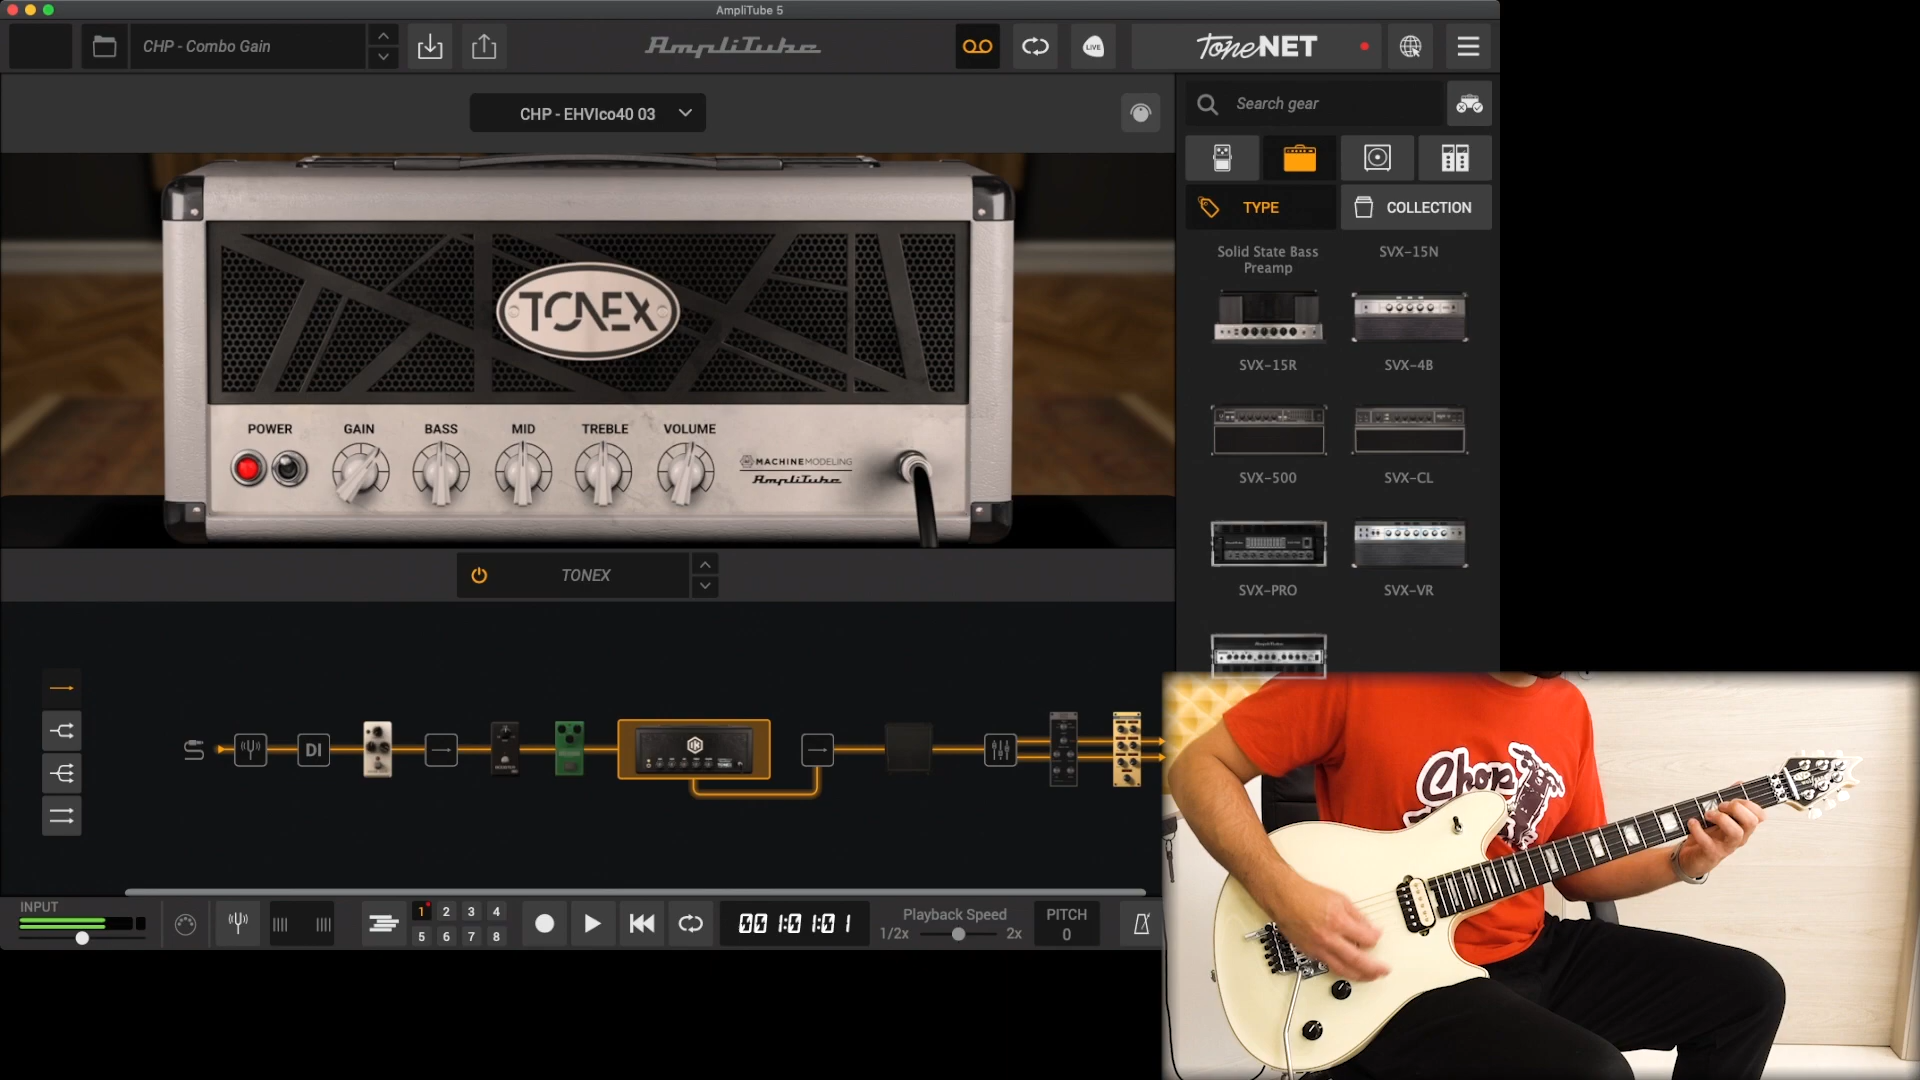 AmpliTube 5
CHP - Combo Gain
AmpliTube
LIVE
ToneNET
CHP - EHVIco40 03
Search gear
TYPE
COLLECTION
Solid State Bass
Preamp
SVX-15N
SVX-15R
SVX-4B
SVX-500
SVX-CL
SVX-PRO
SVX-VR
TONEX
POWER
GAIN
BASS
MID
TREBLE
VOLUME
MACHINEMODELING
AmpliTube
TONEX
DI
INPUT
1 2 3 4
5 6 7 8
00 1:0 1:0 1
Playback Speed
1/2x
2x
PITCH
0
Chop